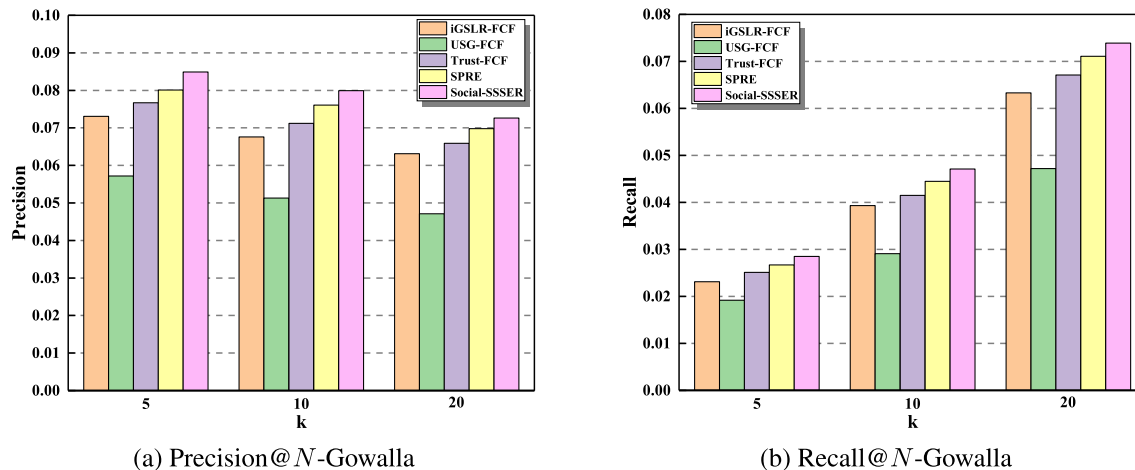 0.10
0.09
0.08
0.07
0.06
0.05
0.04
0.03
0.02
0.01
0.00
Precision
iGSLR-FCF
USG-FCF
Trust-FCF
SPRE
Social-SSSER
5 10 20
k
(a) Precision@N-Gowalla
0.08
0.07
0.06
0.05
0.04
0.03
0.02
0.01
0.00
Recall
iGSLR-FCF
USG-FCF
Trust-FCF
SPRE
Social-SSSER
5 10 20
k
(b) Recall@N-Gowalla